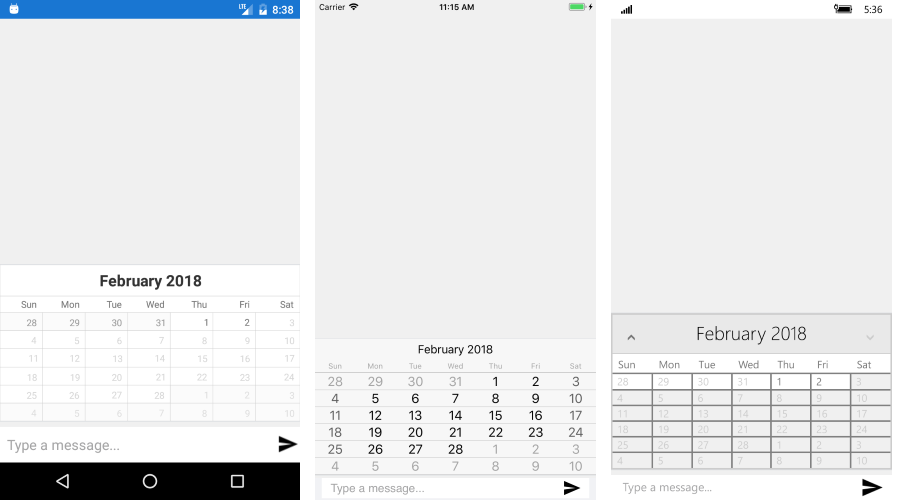 LTE 8:38
February 2018
Sun Mon Tue Wed Thu Fri Sat
28 29 30 31 1 2 3
4 5 6 7 8 9 10
11 12 13 14 15 16 17
18 19 20 21 22 23 24
25 26 27 28 1 2 3
4 5 6 7 8 9 10
Type a message...
Carrier 11:15 AM
February 2018
Sun Mon Tue Wed Thu Fri Sat
28 29 30 31 1 2 3
4 5 6 7 8 9 10
11 12 13 14 15 16 17
18 19 20 21 22 23 24
25 26 27 28 1 2 3
4 5 6 7 8 9 10
Type a message...
5:36
February 2018
Sun Mon Tue Wed Thu Fri Sat
28 29 30 31 1 2 3
4 5 6 7 8 9 10
11 12 13 14 15 16 17
18 19 20 21 22 23 24
25 26 27 28 1 2 3
4 5 6 7 8 9 10
Type a message...